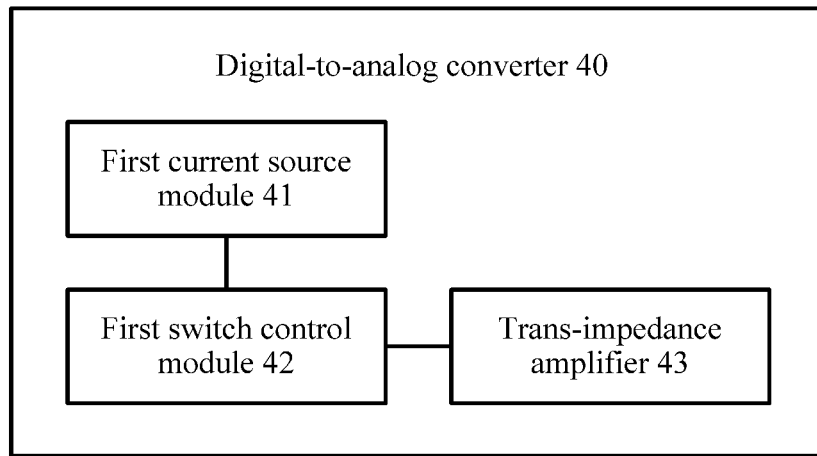 Digital-to-analog converter 40
First current source
module 41
First switch control
module 42
Trans-impedance
amplifier 43